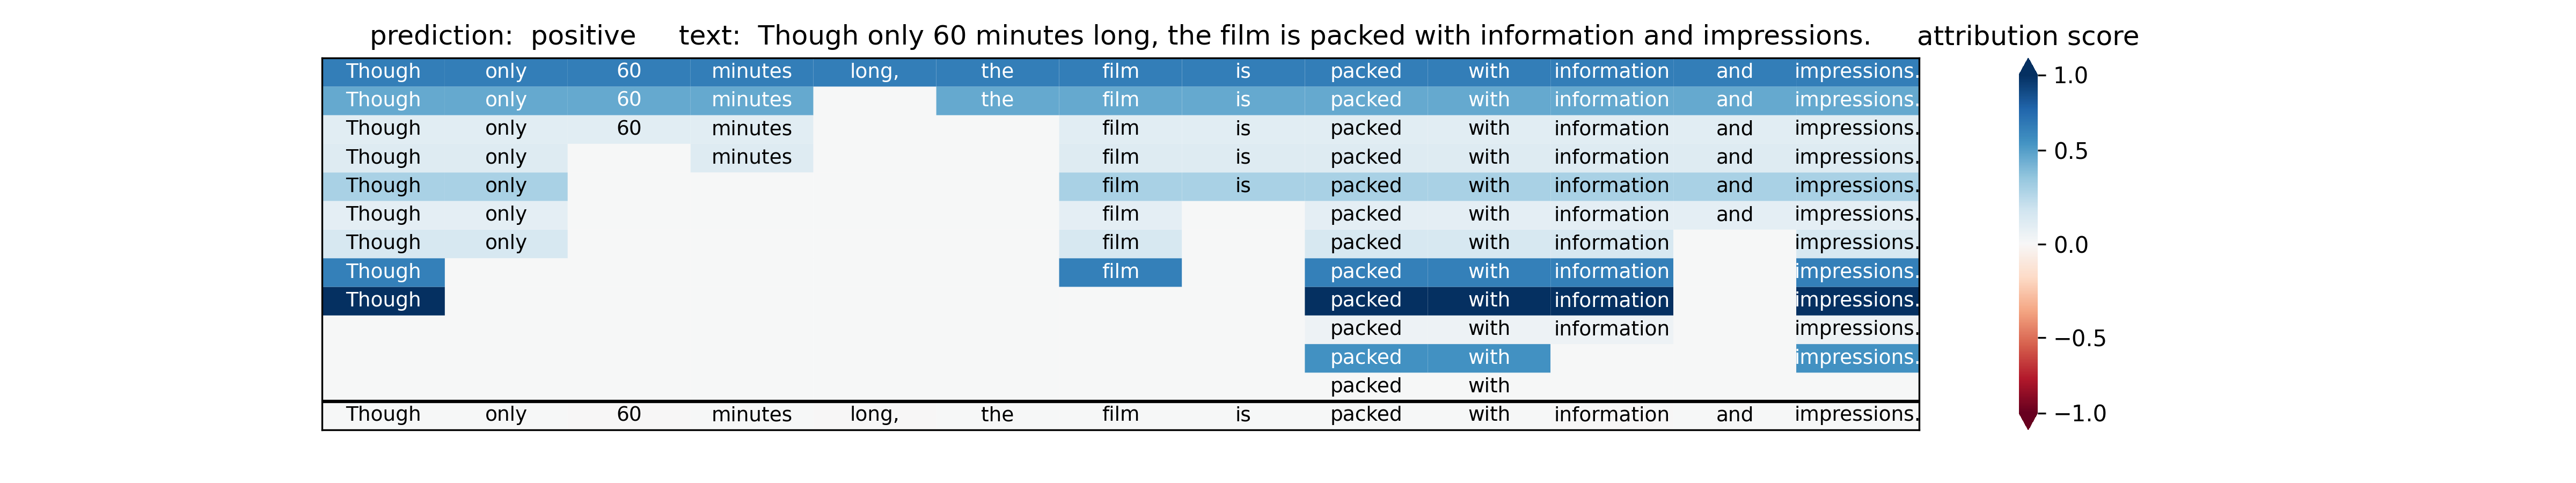 prediction: positive text: Though only 60 minutes long, the film is packed with information and impressions. attribution score
Though only 60 minutes long, the film is packed with information and impressions.
Though only 60 minutes the film is packed with information and impressions.
Though only 60 minutes film is packed with information and impressions.
Though only minutes film is packed with information and impressions.
Though only film is packed with information and impressions.
Though only film packed with information and impressions.
Though only film packed with information impressions.
Though film packed with information impressions.
Though packed with information impressions.
packed with information impressions.
packed with impressions.
packed with
Though only 60 minutes long, the film is packed with information and impressions.
1.0
0.5
0.0
−0.5
−1.0